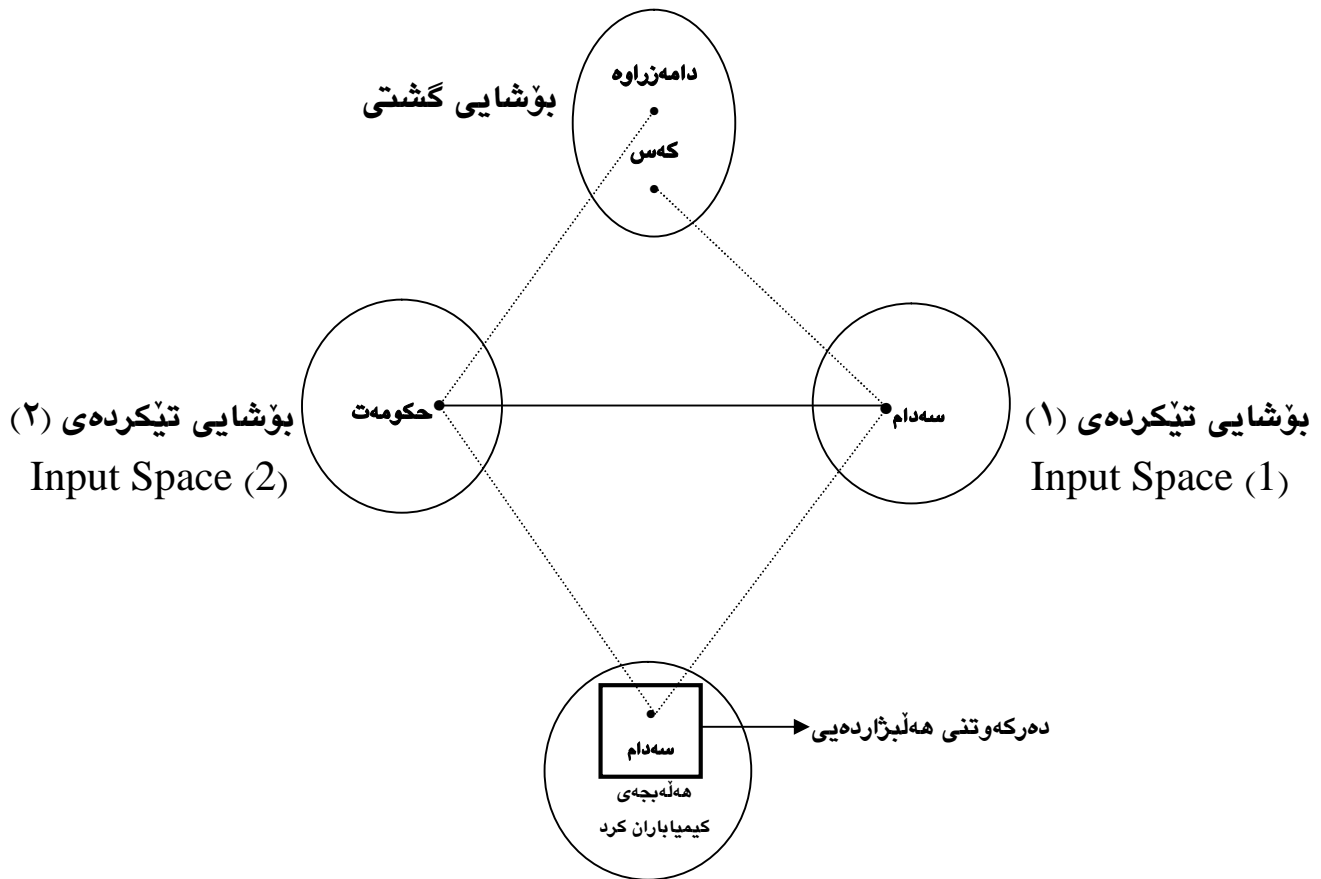 دامەزراوە
بۆشایی گشتی
کەس
سەدام
حکومەت
بۆشایی تێکردەی (١)
Input Space (1)
بۆشایی تێکردەی (٢)
Input Space (2)
سەدام
دەرکەوتنی هەڵبژاردەیی
هەڵەبجەی
کیمیاباران کرد